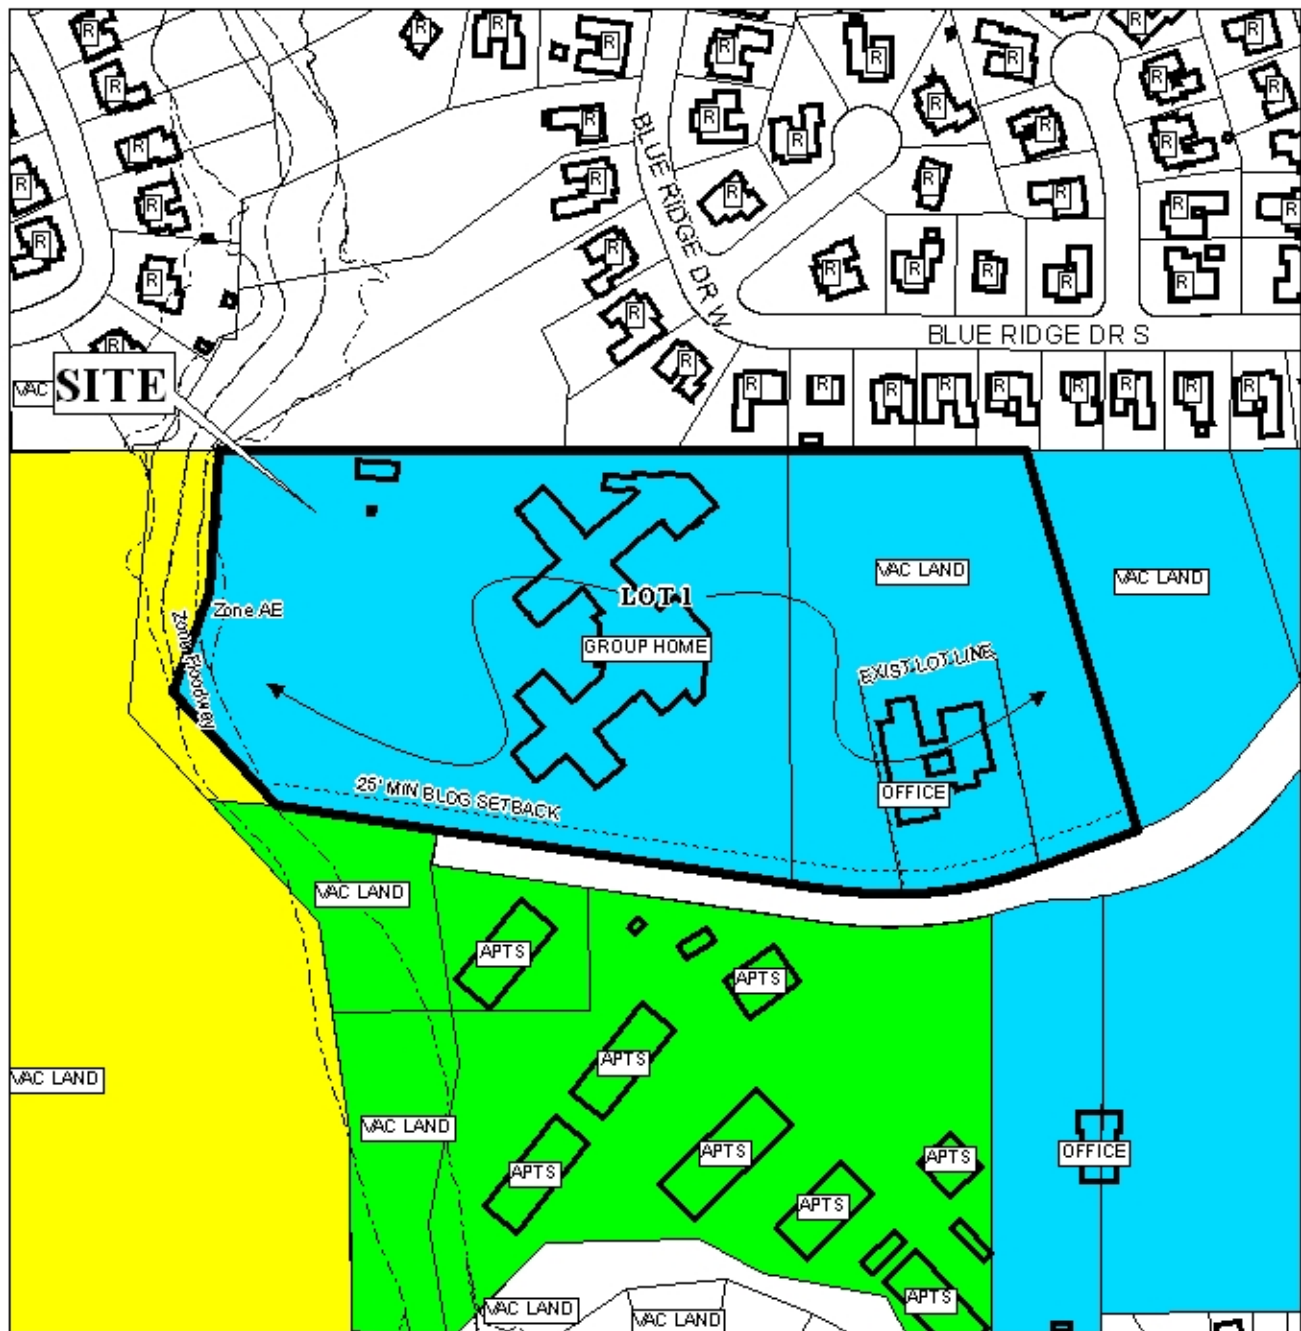 R R R R R R R R R
R R R R R R R
R R R R R R
R R R R R R
R R R R R R
R R R R R R
R R
BLUE RIDGE DR W
BLUE RIDGE DR S
R R
VAC
SITE
R R R R R R R R R
VAC LAND
VAC LAND
LOT 1
Zone AE
Zone Floodway
GROUP HOME
EXIST LOT LINE
25' MIN BLDG SETBACK
OFFICE
VAC LAND
APTS
APTS
APTS
VAC LAND
VAC LAND
APTS
APTS
APTS
OFFICE
APTS
APTS
VAC LAND
VAC LAND